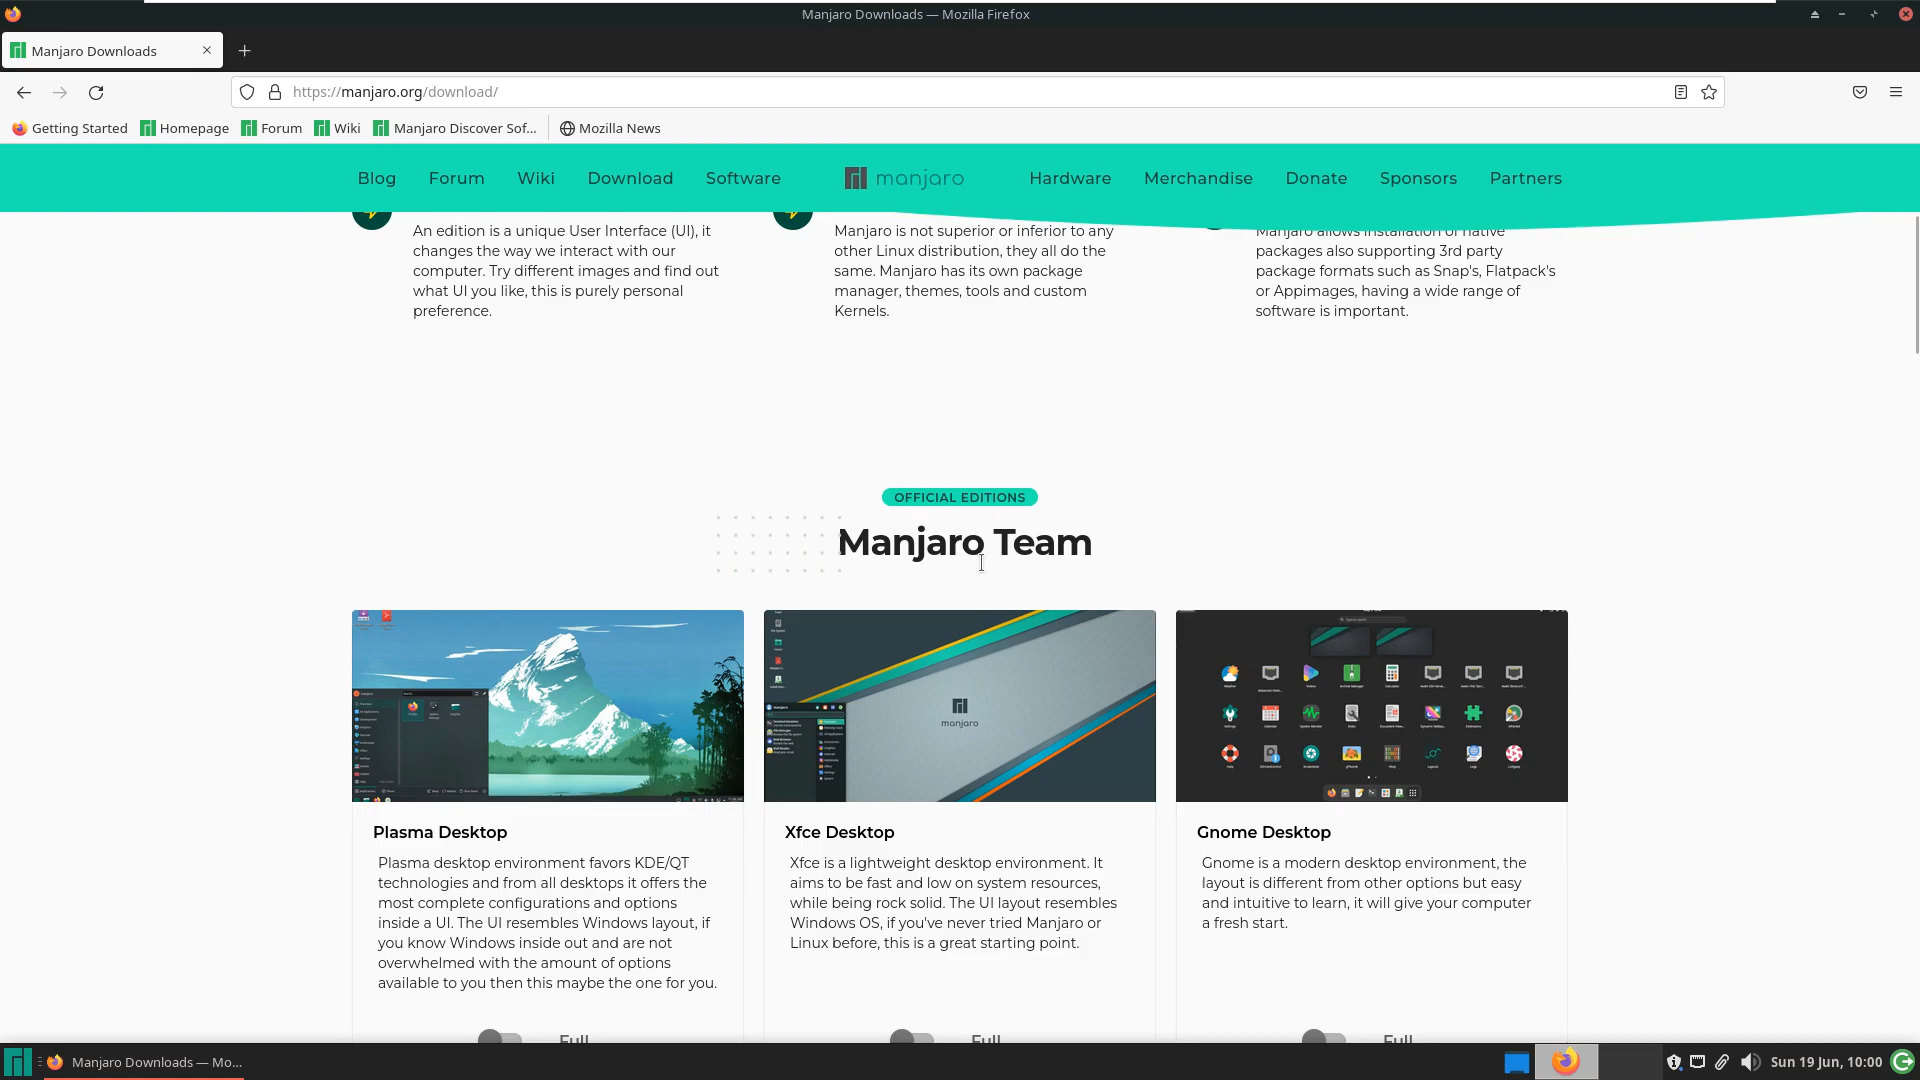 Manjaro Downloads — Mozilla Firefox
Manjaro Downloads
https://manjaro.org/download/
Getting Started
Homepage
Forum
Wiki
Manjaro Discover Sof...
Mozilla News
Blog
Forum
Wiki
Download
Software
manjaro
Hardware
Merchandise
Donate
Sponsors
Partners
An edition is a unique User Interface (UI), it
changes the way we interact with our
computer. Try different images and find out
what UI you like, this is purely personal
preference.
Manjaro is not superior or inferior to any
other Linux distribution, they all do the
same. Manjaro has its own package
manager, themes, tools and custom
Kernels.
Manjaro allows installation of native
packages also supporting 3rd party
package formats such as Snap's, Flatpack's
or Appimages, having a wide range of
software is important.
OFFICIAL EDITIONS
Manjaro Team
manjaro
Plasma Desktop
Plasma desktop environment favors KDE/QT
technologies and from all desktops it offers the
most complete configurations and options
inside a UI. The UI resembles Windows layout, if
you know Windows inside out and are not
overwhelmed with the amount of options
available to you then this maybe the one for you.
Full
Xfce Desktop
Xfce is a lightweight desktop environment. It
aims to be fast and low on system resources,
while being rock solid. The UI layout resembles
Windows OS, if you've never tried Manjaro or
Linux before, this is a great starting point.
Full
Gnome Desktop
Gnome is a modern desktop environment, the
layout is different from other options but easy
and intuitive to learn, it will give your computer
a fresh start.
Full
Manjaro Downloads — Mo...
Sun 19 Jun, 10:00